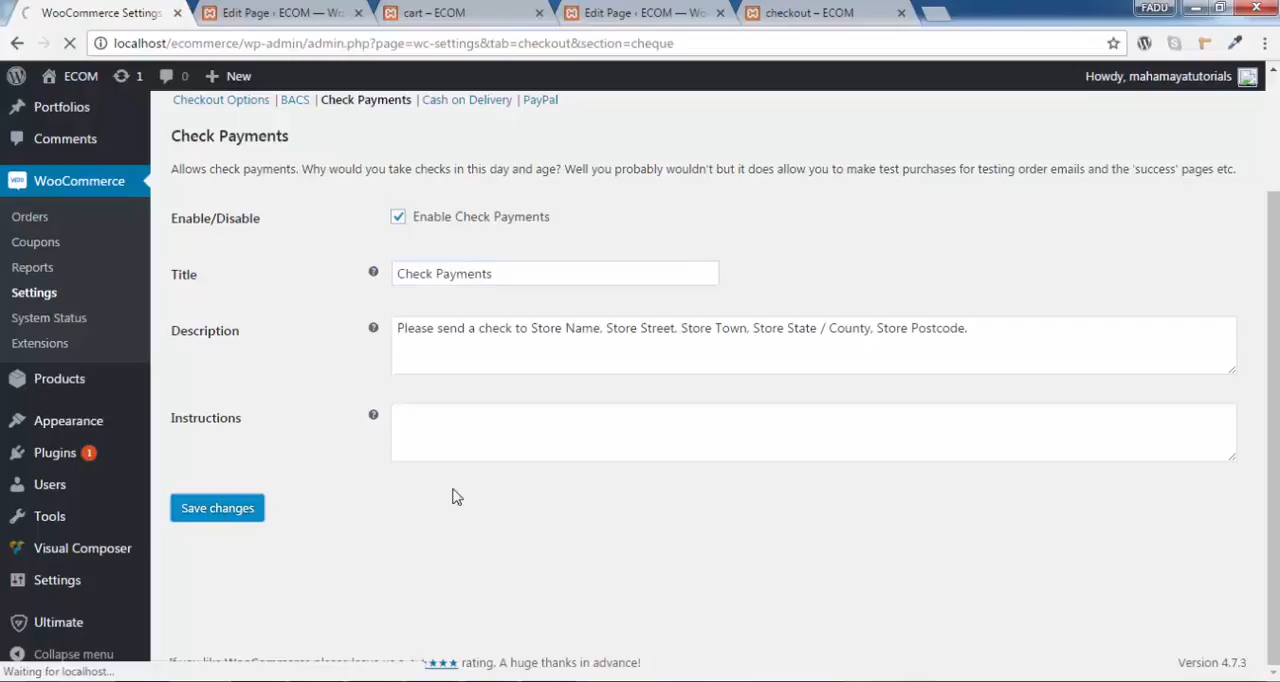 WooCommerce Settings
Edit Page ‹ ECOM — Wo
cart – ECOM
Edit Page ‹ ECOM — Wo
checkout – ECOM
FADU
localhost/ecommerce/wp-admin/admin.php?page=wc-settings&tab=checkout&section=cheque
ECOM
1
0
New
Howdy, mahamayatutorials
Portfolios
Comments
WooCommerce
Orders
Coupons
Reports
Settings
System Status
Extensions
Products
Appearance
Plugins 1
Users
Tools
Visual Composer
Settings
Ultimate
Collapse menu
Checkout Options | BACS | Check Payments | Cash on Delivery | PayPal
Check Payments
Allows check payments. Why would you take checks in this day and age? Well you probably wouldn't but it does allow you to make test purchases for testing order emails and the 'success' pages etc.
Enable/Disable
Enable Check Payments
Title
Check Payments
Description
Please send a check to Store Name, Store Street, Store Town, Store State / County, Store Postcode.
Instructions
Save changes
★★★ rating. A huge thanks in advance!
Version 4.7.3
Waiting for localhost...